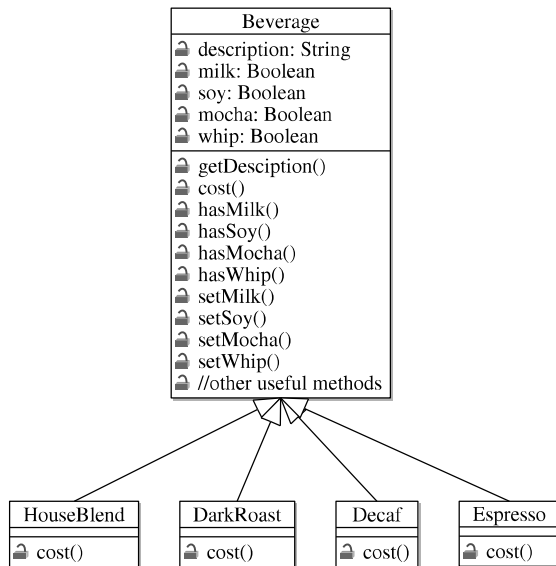 Beverage
description: String
milk: Boolean
soy: Boolean
mocha: Boolean
whip: Boolean
getDesciption()
cost()
hasMilk()
hasSoy()
hasMocha()
hasWhip()
setMilk()
setSoy()
setMocha()
setWhip()
//other useful methods
HouseBlend
DarkRoast
Decaf
Espresso
cost()
cost()
cost()
cost()